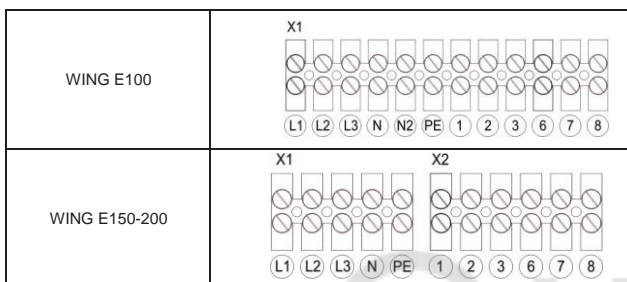 X1
WING E100
L1 L2 L3 N N2 PE 1 2 3 6 7 8
X1 X2
WING E150-200
L1 L2 L3 N PE 1 2 3 6 7 8